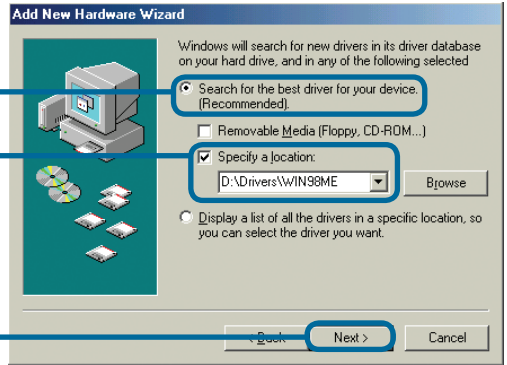 Add New Hardware Wizard
Windows will search for new drivers in its driver database
on your hard drive, and in any of the following selected
Search for the best driver for your device.
(Recommended).
Removable Media (Floppy, CD-ROM...)
Specify a location:
D:\Drivers\WIN98ME
Browse
Display a list of all the drivers in a specific location, so
you can select the driver you want.
< Back
Next >
Cancel